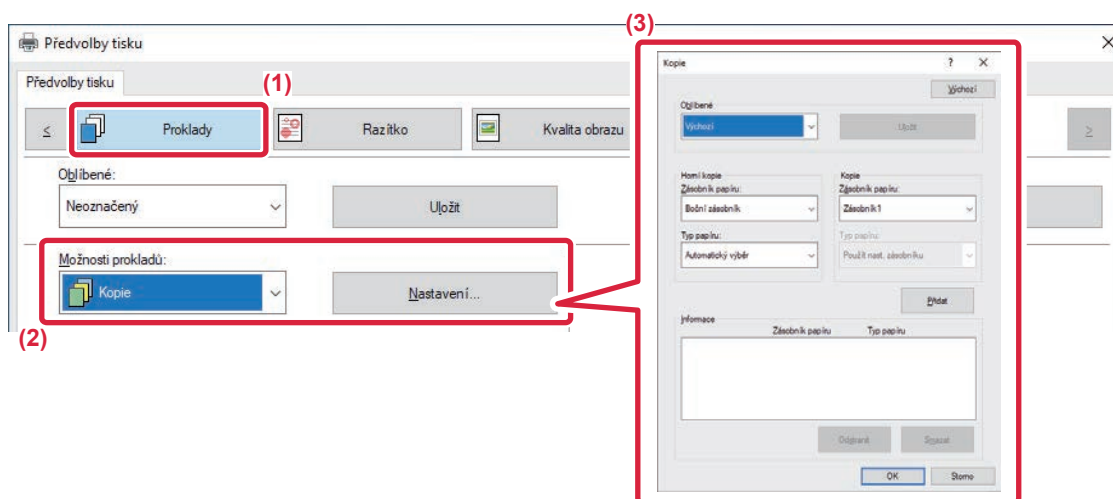 Předvolby tisku
Předvolby tisku
(1)
<
Proklady
Razítko
Kvalita obrazu
>
Oblíbené:
Neoznačený
Uložit
Možnosti prokladů:
Kopie
Nastavení...
(2)
(3)
Kopie
?
Výchozí
Oblíbené
Výchozí
Uložit
Horní kopie
Zásobník papíru:
Boční zásobník
Typ papíru:
Automatický výběr
Kopie
Zásobník papíru:
Zásobník1
Typ papíru:
Použít nast. zásobníku
Přidat
Informace
Zásobník papíru Typ papíru
Odstranit
Smazat
OK
Storno